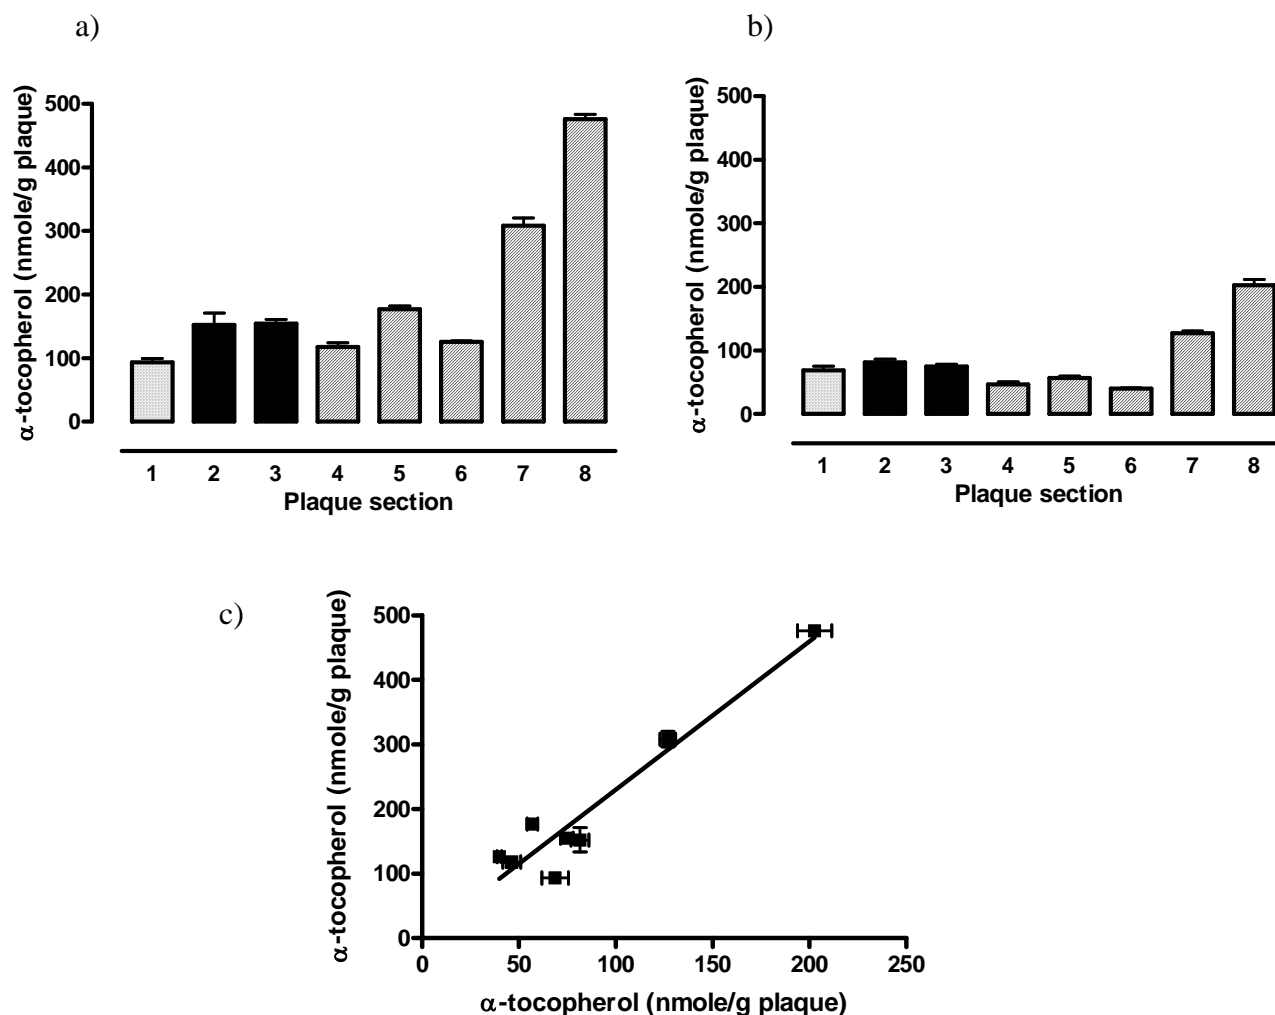 a)
α-tocopherol (nmole/g plaque)
500
400
300
200
100
0
1 2 3 4 5 6 7 8
Plaque section
b)
α-tocopherol (nmole/g plaque)
500
400
300
200
100
0
1 2 3 4 5 6 7 8
Plaque section
c)
α-tocopherol (nmole/g plaque)
500
400
300
200
100
0
0 50 100 150 200 250
α-tocopherol (nmole/g plaque)